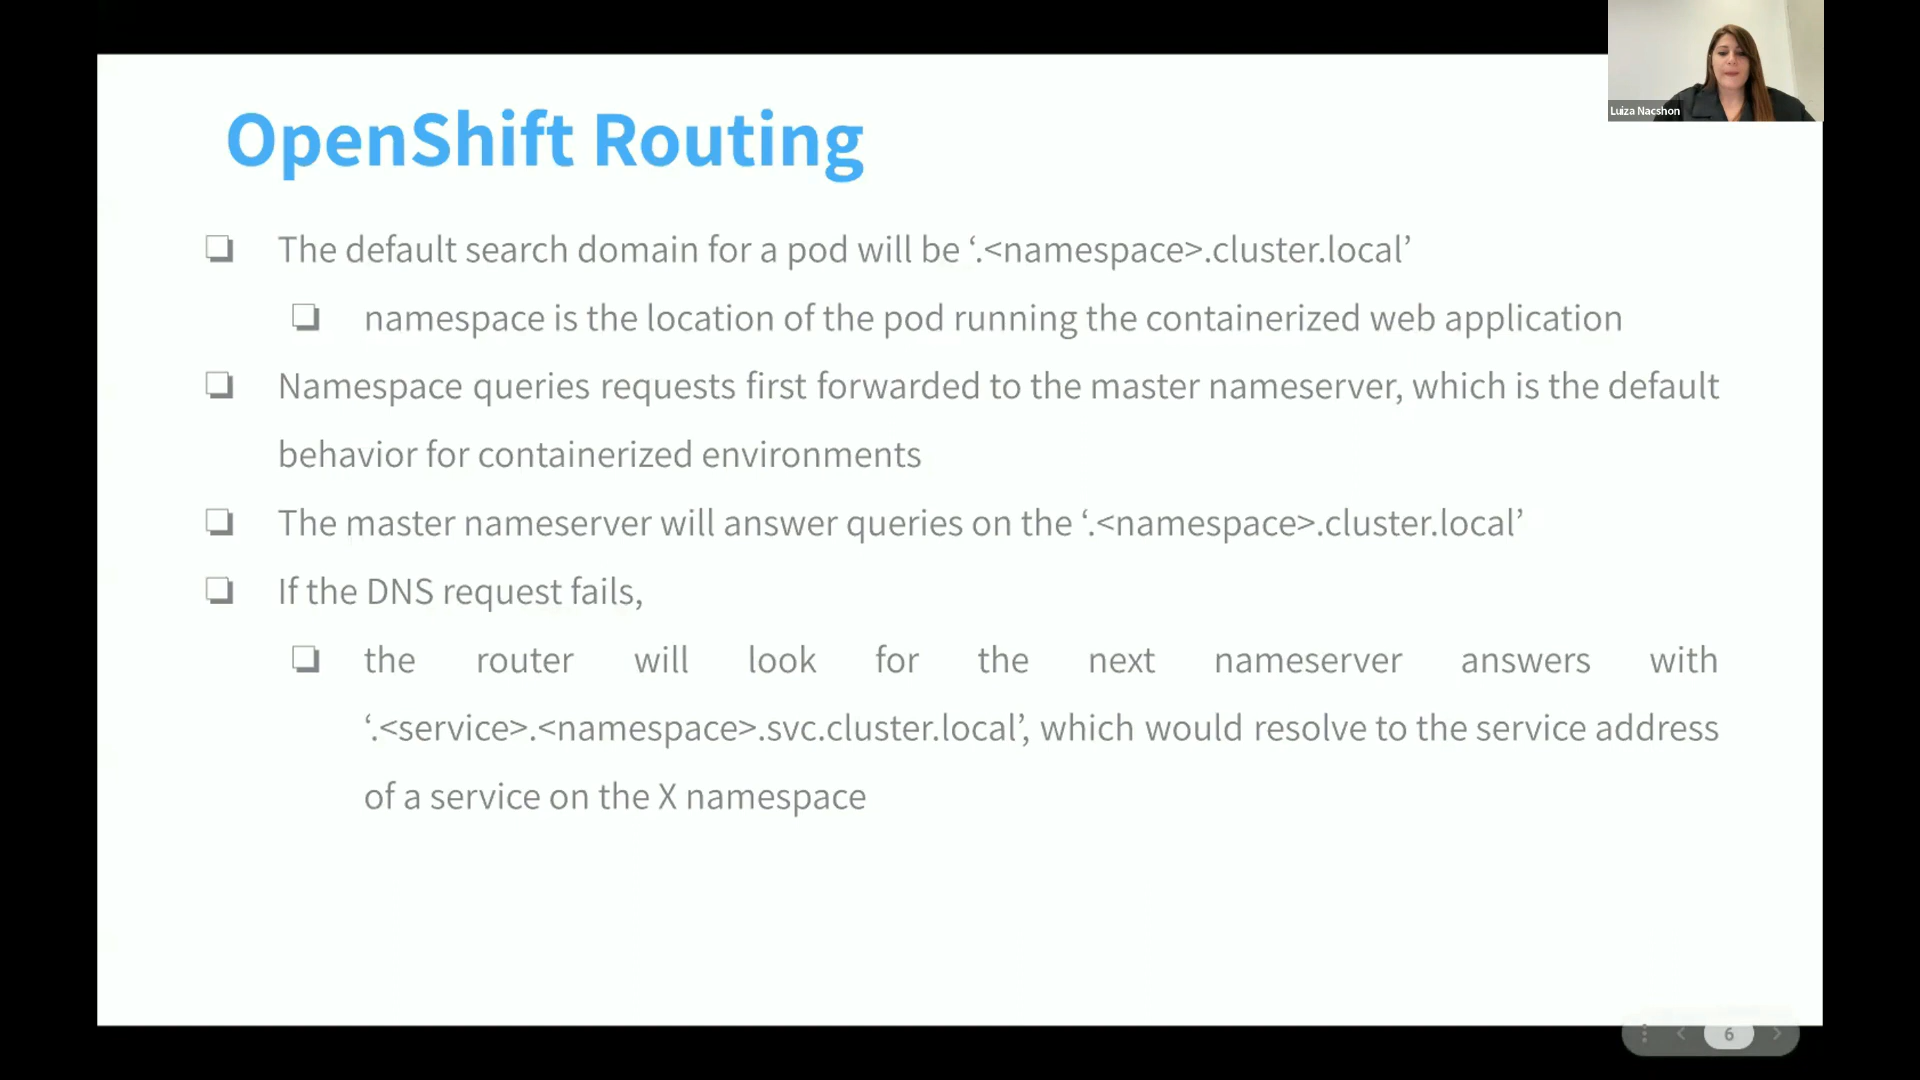 Luiza Nacshon
OpenShift Routing
The default search domain for a pod will be ‘.<namespace>.cluster.local’
namespace is the location of the pod running the containerized web application
Namespace queries requests first forwarded to the master nameserver, which is the default
behavior for containerized environments
The master nameserver will answer queries on the ‘.<namespace>.cluster.local’
If the DNS request fails,
the router will look for the next nameserver answers with
‘.<service>.<namespace>.svc.cluster.local’, which would resolve to the service address
of a service on the X namespace
6